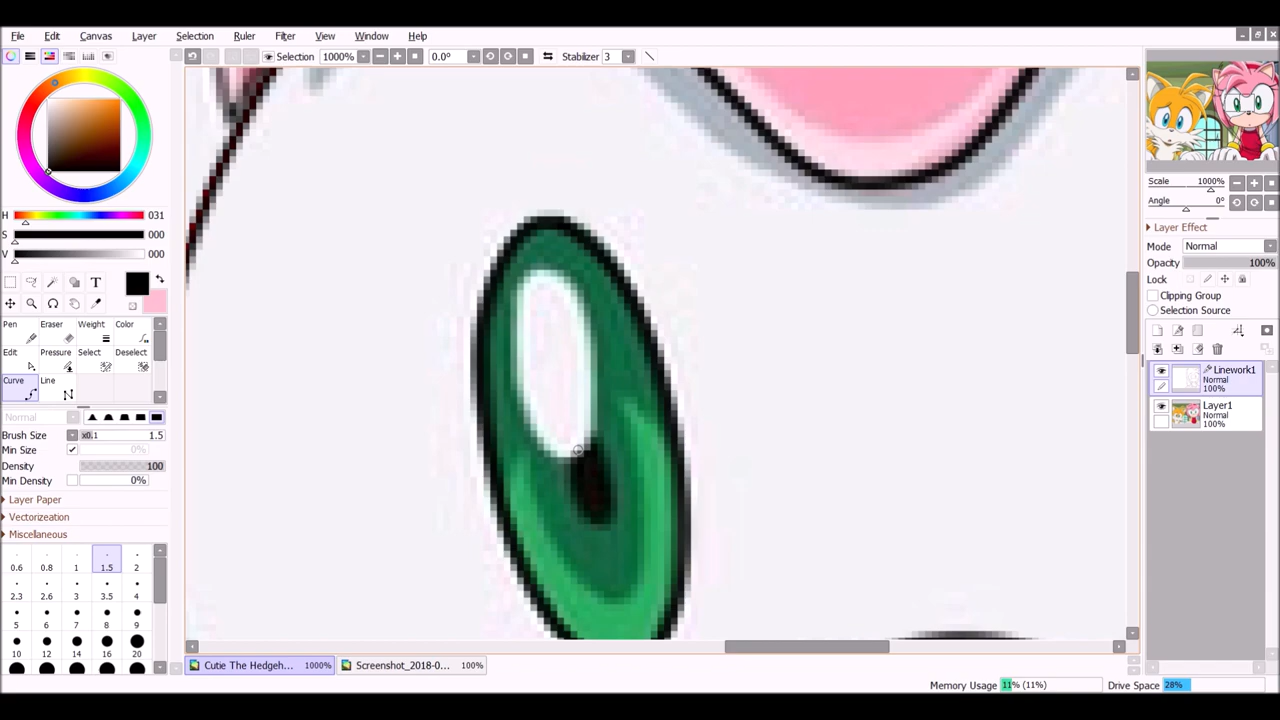 File Edit Canvas Layer Selection Ruler Filter View Window Help
Selection 1000% 0.0° Stabilizer 3
H 031
S 000
V 000
T
Pen Eraser Weight Color
Edit Pressure Select Deselect
Curve Line
Normal
Brush Size x0.1 1.5
Min Size 0%
Density 100
Min Density 0%
Layer Paper
Vectorizeation
Miscellaneous
0.6 0.8 1 1.5 2
2.3 2.6 3 3.5 4
5 6 7 8 9
10 12 14 16 20
Scale 1000%
Angle 0°
Layer Effect
Mode Normal
Opacity 100%
Lock
Clipping Group
Selection Source
Linework1
Normal
100%
Layer1
Normal
100%
Cutie The Hedgeh... 1000% Screenshot_2018-0... 100%
Memory Usage 11% (11%) Drive Space 28%